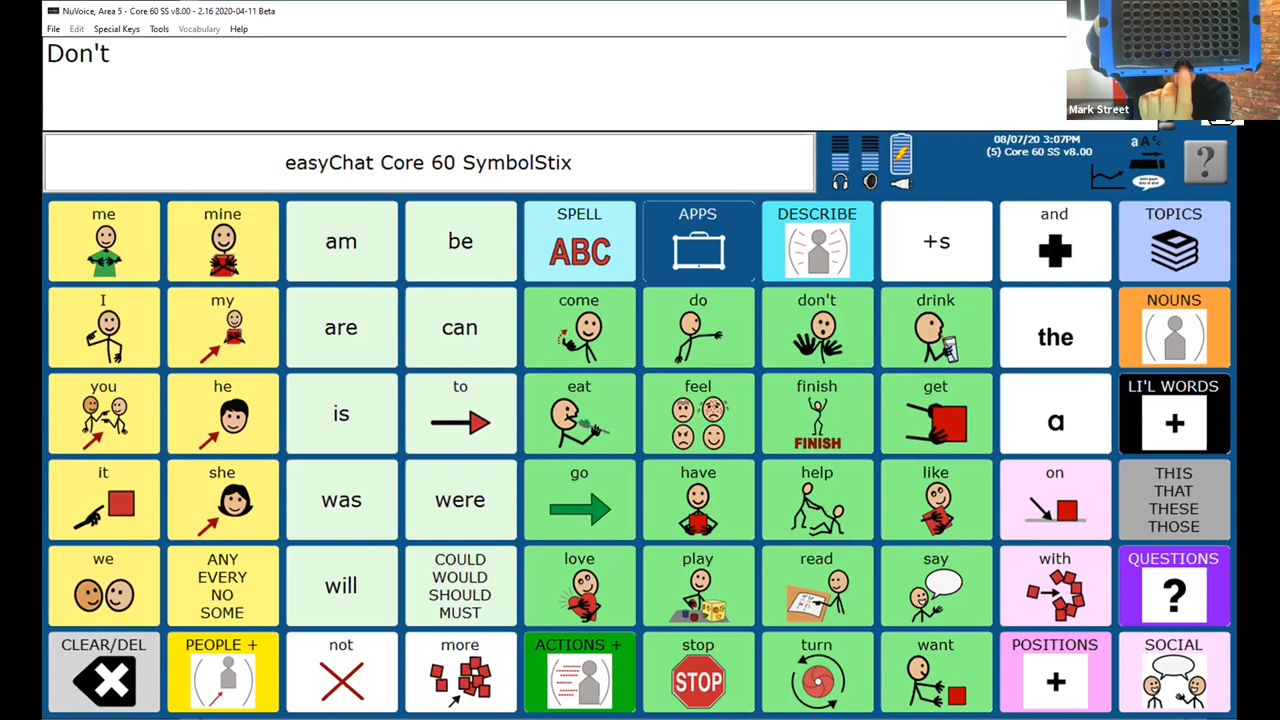 NuVoice, Area 5 - Core 60 SS v8.00 - 2.16 2020-04-11 Beta
File Edit Special Keys Tools Vocabulary Help
Don't
Mark Street
easyChat Core 60 SymbolStix
08/07/20 3:07PM
(5) Core 60 SS v8.00
?
me mine am be SPELL APPS DESCRIBE +s and TOPICS
ABC
I my are can come do don't drink the NOUNS
you he is to eat feel finish get a LI'L WORDS
FINISH
it she was were go have help like on THIS
THAT
THESE
THOSE
we ANY will COULD love play read say with QUESTIONS
EVERY WOULD
NO SHOULD
SOME MUST
?
CLEAR/DEL PEOPLE + not more ACTIONS + stop turn want POSITIONS SOCIAL
STOP